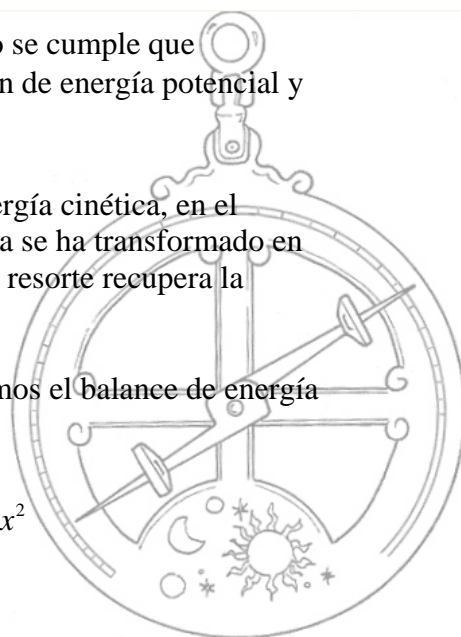 o se cumple que
n de energía potencial y
ergía cinética, en el
a se ha transformado en
resorte recupera la
mos el balance de energía
x²